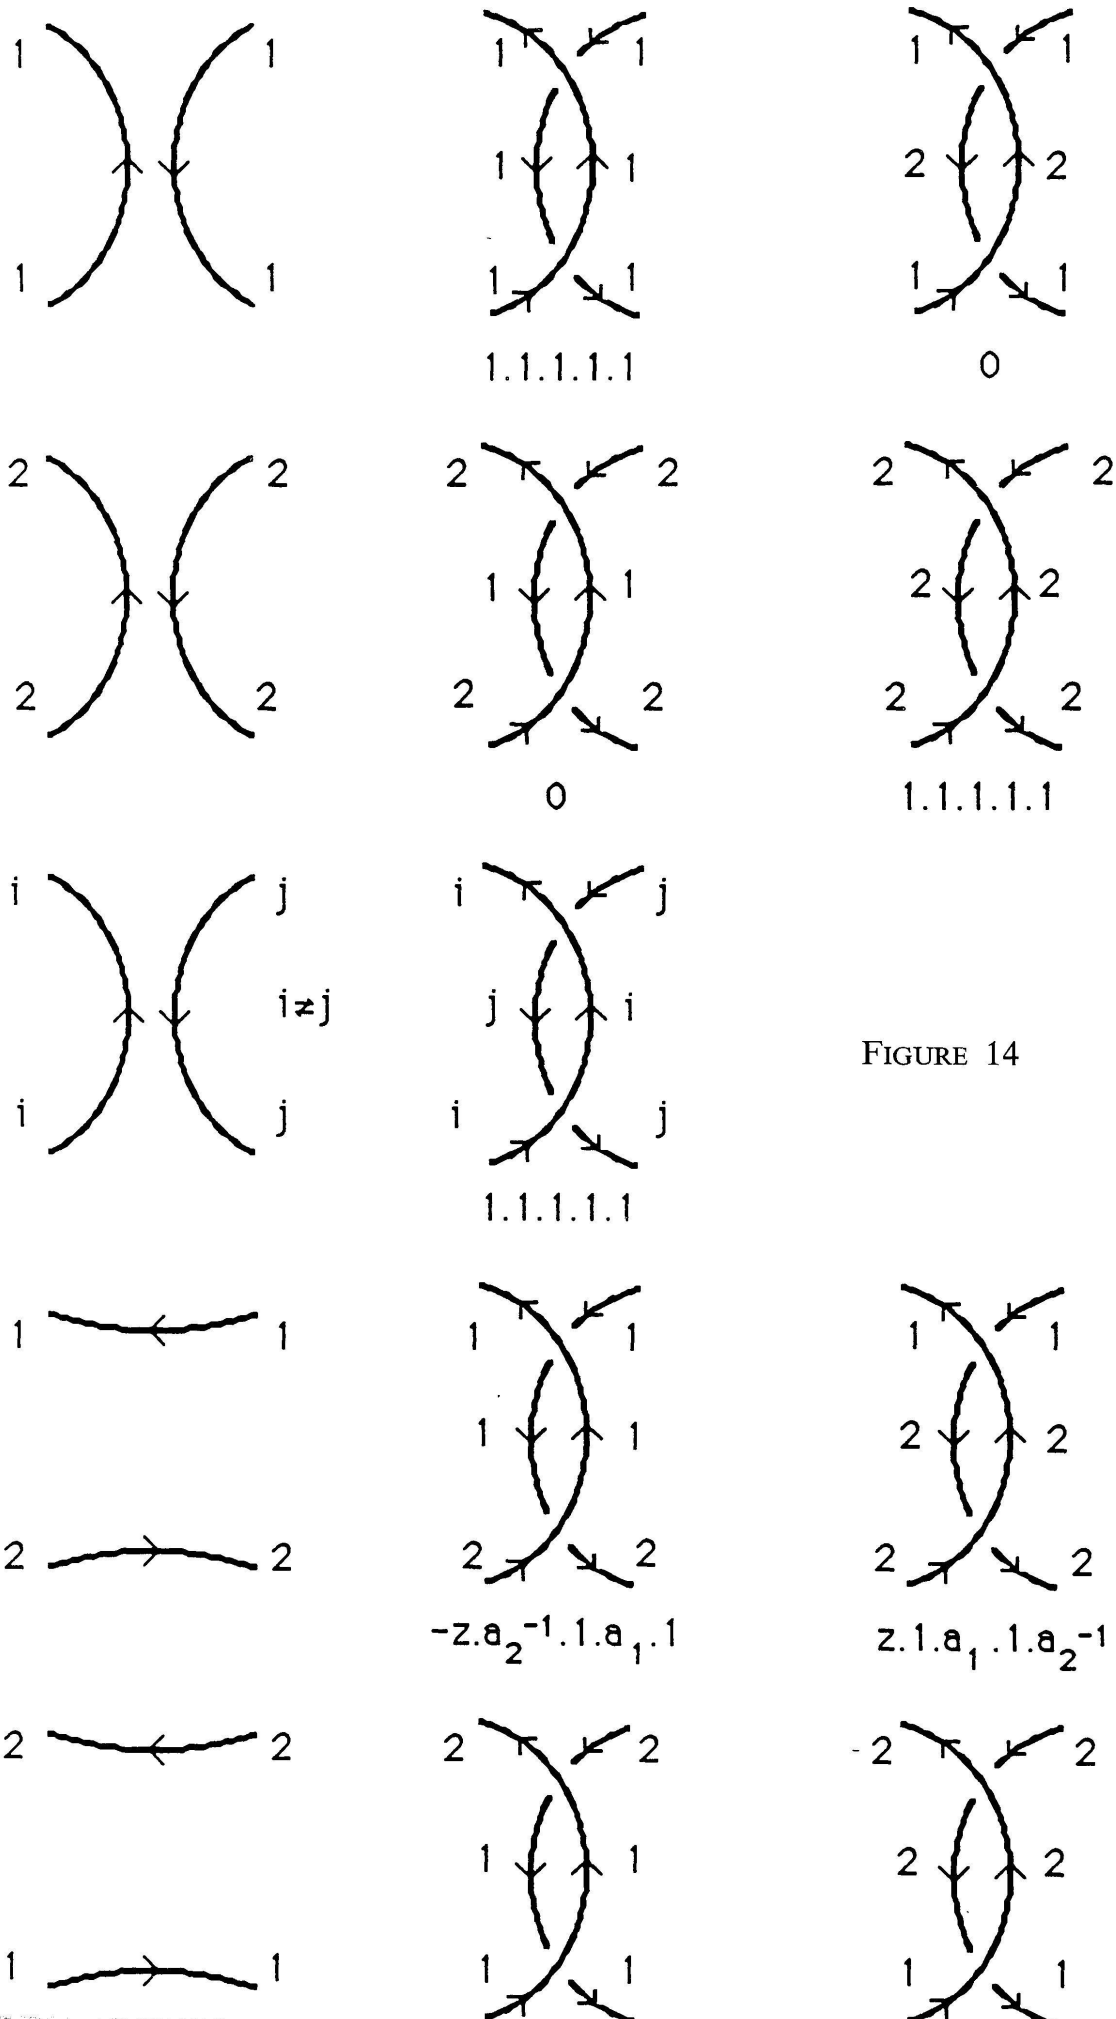 1 1 1 1 1 1
1 1 2 2
1 1 1 1 1 1
1.1.1.1.1 0
2 2 2 2 2 2
1 1 2 2
2 2 2 2 2 2
0 1.1.1.1.1
i j i j
i≠j j i
FIGURE 14
i j i j
1.1.1.1.1
1 1 1 1 1 1
1 1 2 2
2 2 2 2 2 2
-z.a₂⁻¹.1.a₁.1 z.1.a₁.1.a₂⁻¹
2 2 2 2 2 2
1 1 2 2
1 1 1 1 1 1